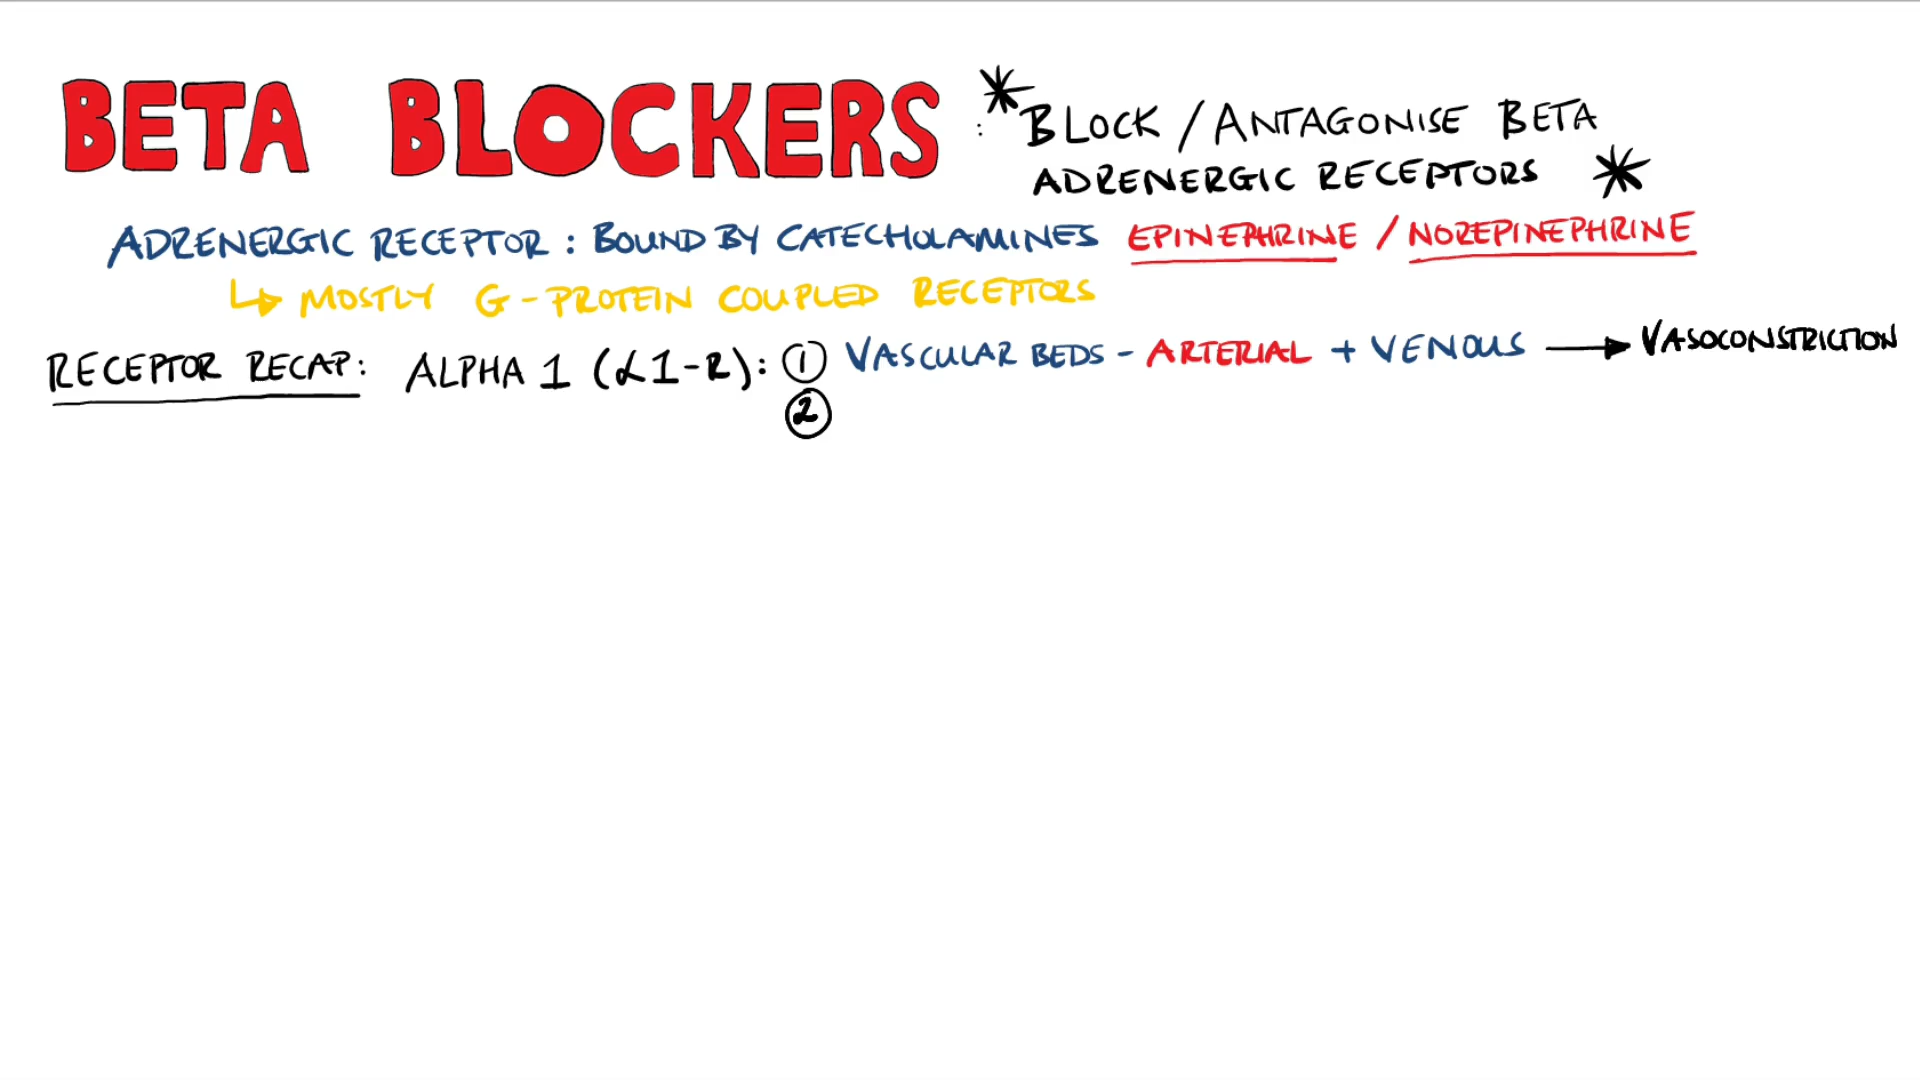 BETA BLOCKERS : *BLOCK / ANTAGONISE BETA
ADRENERGIC RECEPTORS *
ADRENERGIC RECEPTOR : BOUND BY CATECHOLAMINES EPINEPHRINE / NOREPINEPHRINE
↳ MOSTLY G - PROTEIN COUPLED RECEPTORS
RECEPTOR RECAP: ALPHA 1 (α1-R): ① VASCULAR BEDS - ARTERIAL + VENOUS → VASOCONSTRICTION
②